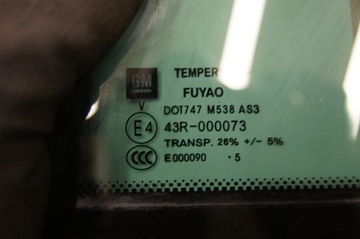 TEMPER
GM
FUYAO
V
DOT747 M538 AS3
E4 43R-000073
TRANSP. 26% +/- 5%
CCC E000090 · 5